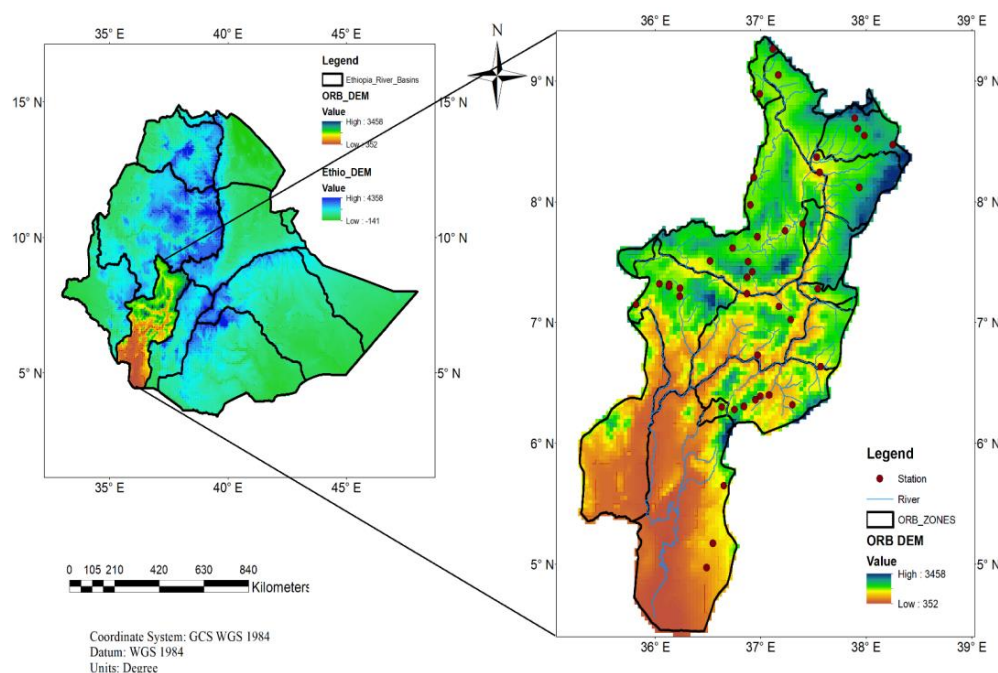 35° E 40° E 45° E
15° N
10° N
5° N
Legend
Ethiopia_River_Basins
ORB_DEM
Value
High : 3458
Low : 352
Ethio_DEM
Value
High : 4358
Low : -141
15° N
10° N
5° N
35° E 40° E 45° E
N
0 105 210 420 630 840
Kilometers
Coordinate System: GCS WGS 1984
Datum: WGS 1984
Units: Degree
36° E 37° E 38° E 39° E
9° N
8° N
7° N
6° N
5° N
9° N
8° N
7° N
6° N
5° N
Legend
Station
River
ORB_ZONES
ORB DEM
Value
High : 3458
Low : 352
36° E 37° E 38° E 39° E